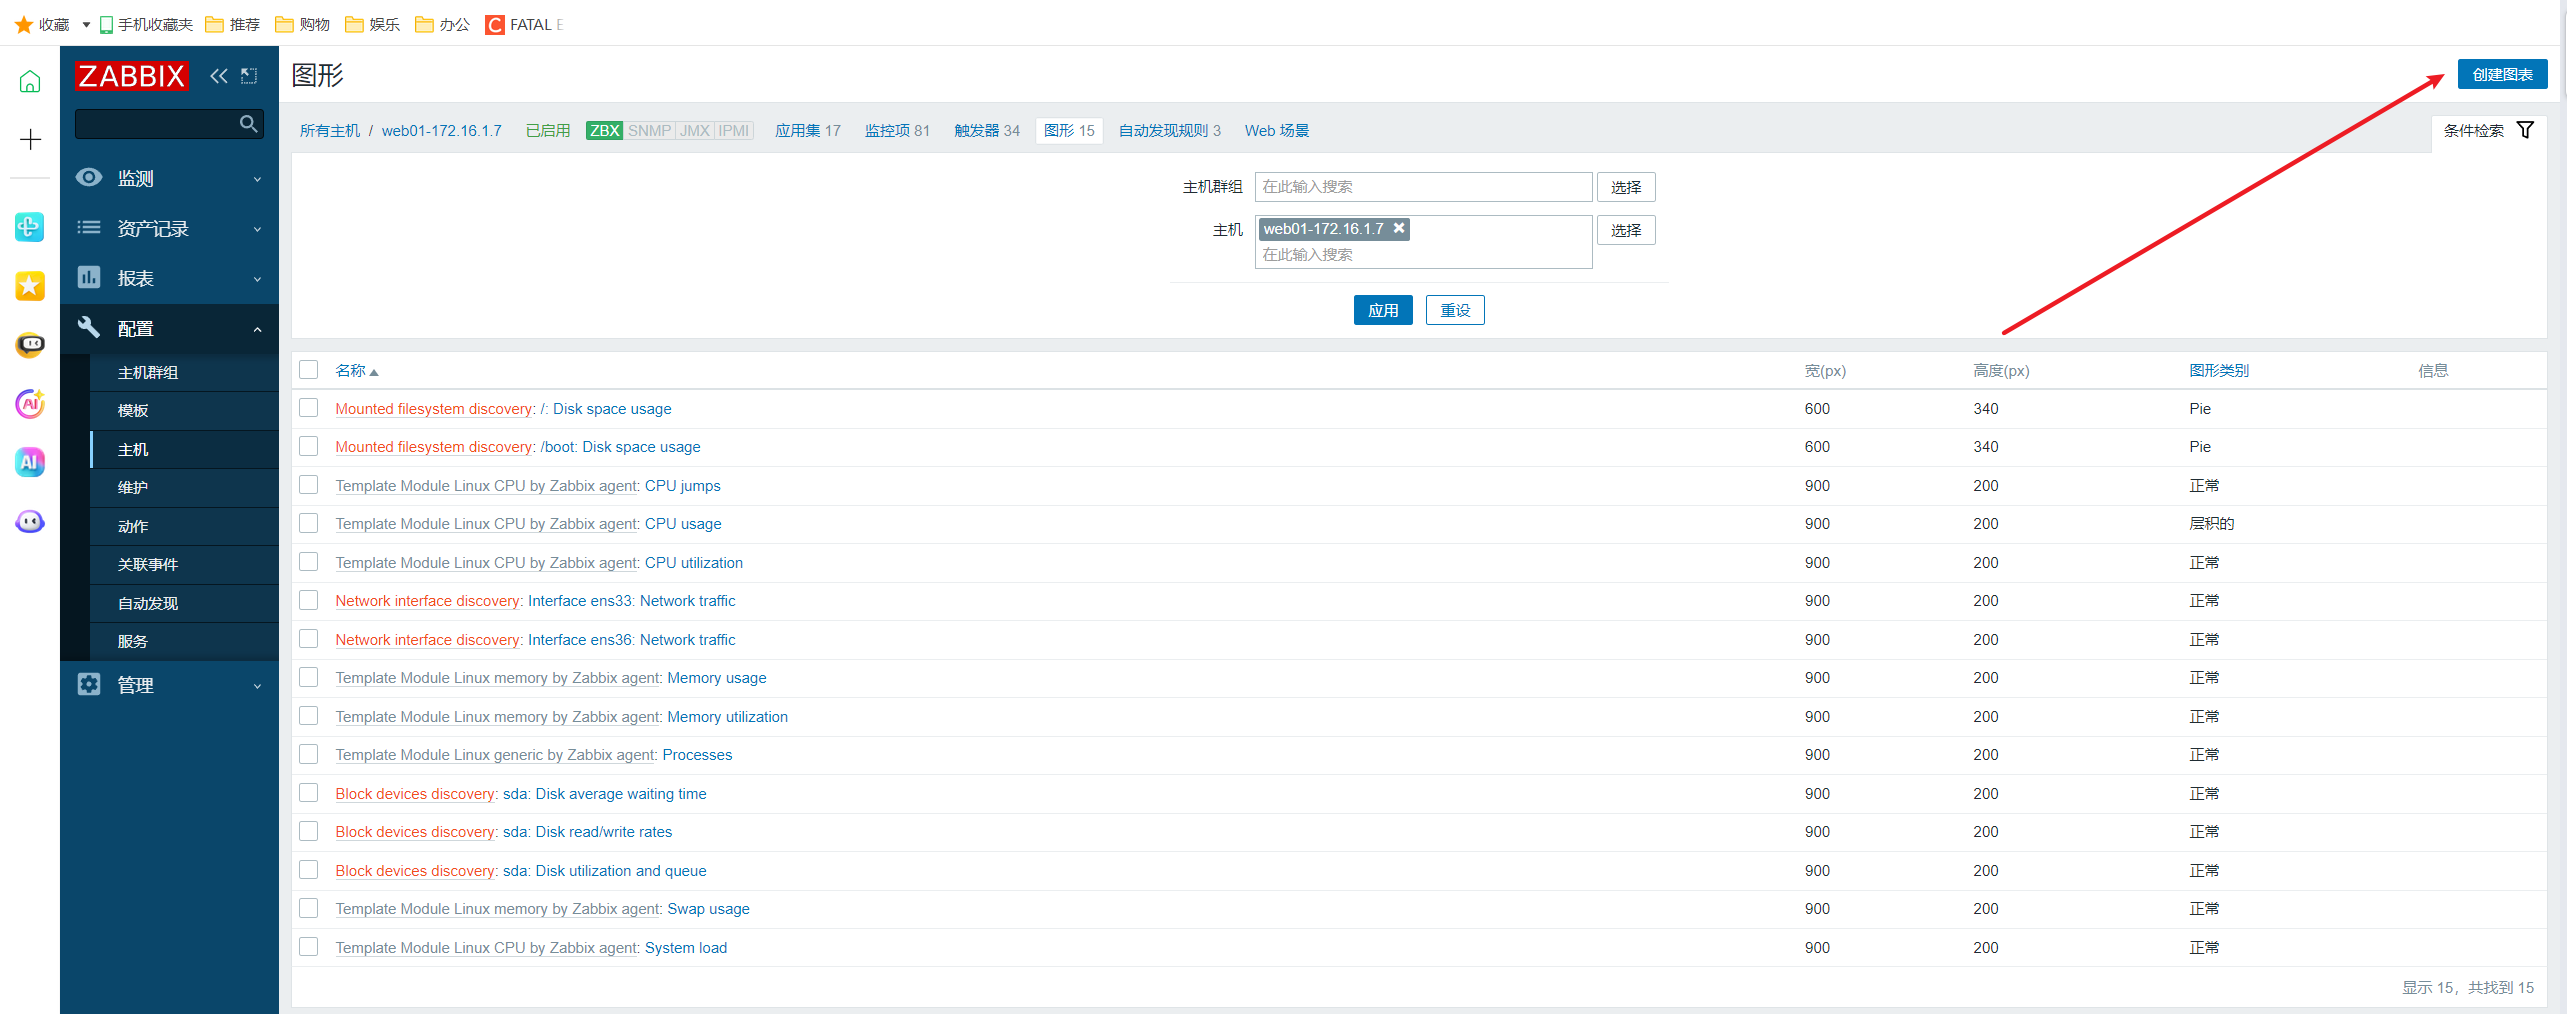 收藏 手机收藏夹 推荐 购物 娱乐 办公 C FATAL E
ZABBIX
图形
创建图表
所有主机 / web01-172.16.1.7 已启用 ZBX SNMP JMX IPMI 应用集 17 监控项 81 触发器 34 图形 15 自动发现规则 3 Web 场景
条件检索
监测
资产记录
报表
配置
主机群组
模板
主机
维护
动作
关联事件
自动发现
服务
管理
AI
AI
主机群组 在此输入搜索 选择
主机 web01-172.16.1.7 选择
在此输入搜索
应用 重设
名称 宽(px) 高度(px) 图形类别 信息
Mounted filesystem discovery: /: Disk space usage 600 340 Pie
Mounted filesystem discovery: /boot: Disk space usage 600 340 Pie
Template Module Linux CPU by Zabbix agent: CPU jumps 900 200 正常
Template Module Linux CPU by Zabbix agent: CPU usage 900 200 层积的
Template Module Linux CPU by Zabbix agent: CPU utilization 900 200 正常
Network interface discovery: Interface ens33: Network traffic 900 200 正常
Network interface discovery: Interface ens36: Network traffic 900 200 正常
Template Module Linux memory by Zabbix agent: Memory usage 900 200 正常
Template Module Linux memory by Zabbix agent: Memory utilization 900 200 正常
Template Module Linux generic by Zabbix agent: Processes 900 200 正常
Block devices discovery: sda: Disk average waiting time 900 200 正常
Block devices discovery: sda: Disk read/write rates 900 200 正常
Block devices discovery: sda: Disk utilization and queue 900 200 正常
Template Module Linux memory by Zabbix agent: Swap usage 900 200 正常
Template Module Linux CPU by Zabbix agent: System load 900 200 正常
显示 15，共找到 15